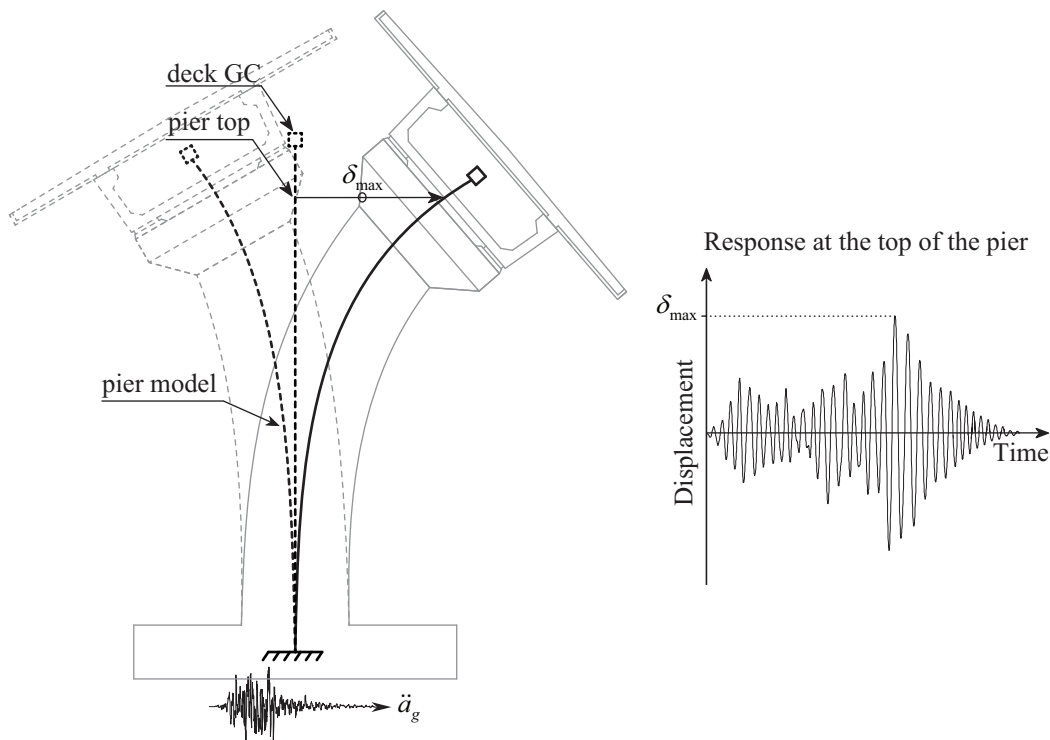 deck GC
pier top
δmax
pier model
äg
Response at the top of the pier
δmax
Displacement
Time